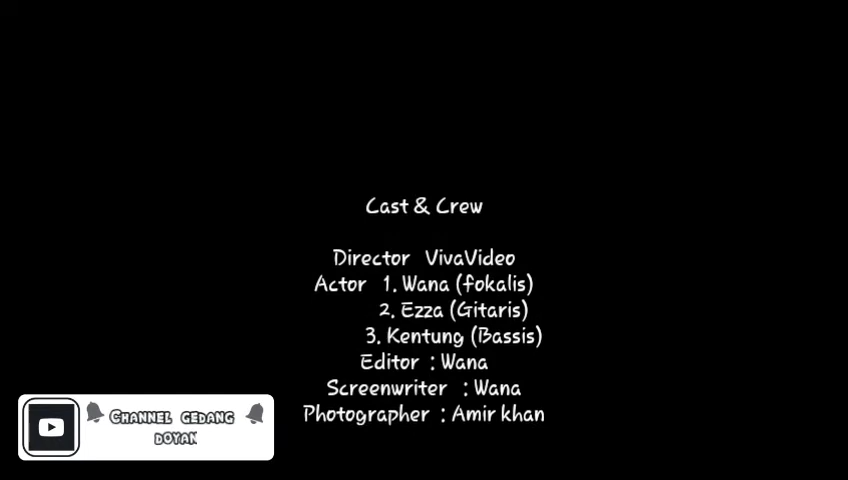 Cast & Crew
Director VivaVideo
Actor 1. Wana (fokalis)
2. Ezza (Gitaris)
3. Kentung (Bassis)
Editor : Wana
Screenwriter : Wana
Photographer : Amir khan
Channel gedang
doyan